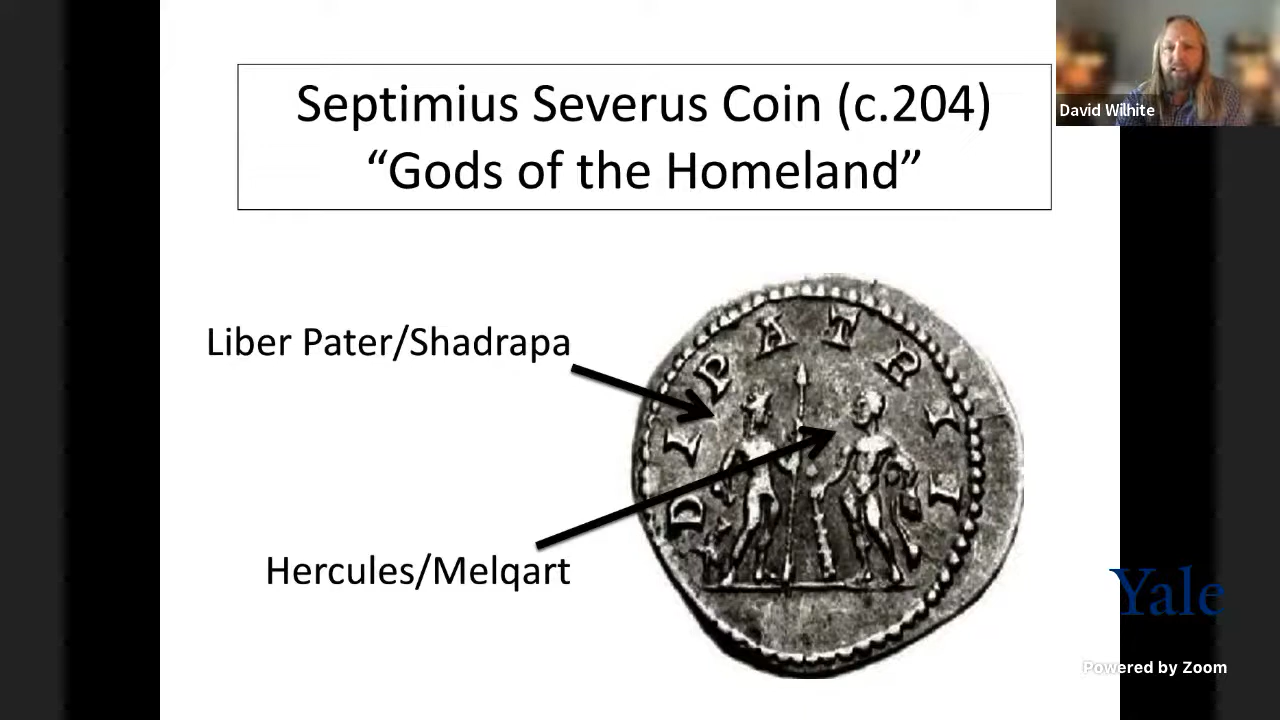 Septimius Severus Coin (c.204)
“Gods of the Homeland”
David Wilhite
Liber Pater/Shadrapa
DI PATRII
Hercules/Melqart
Yale
Powered by Zoom